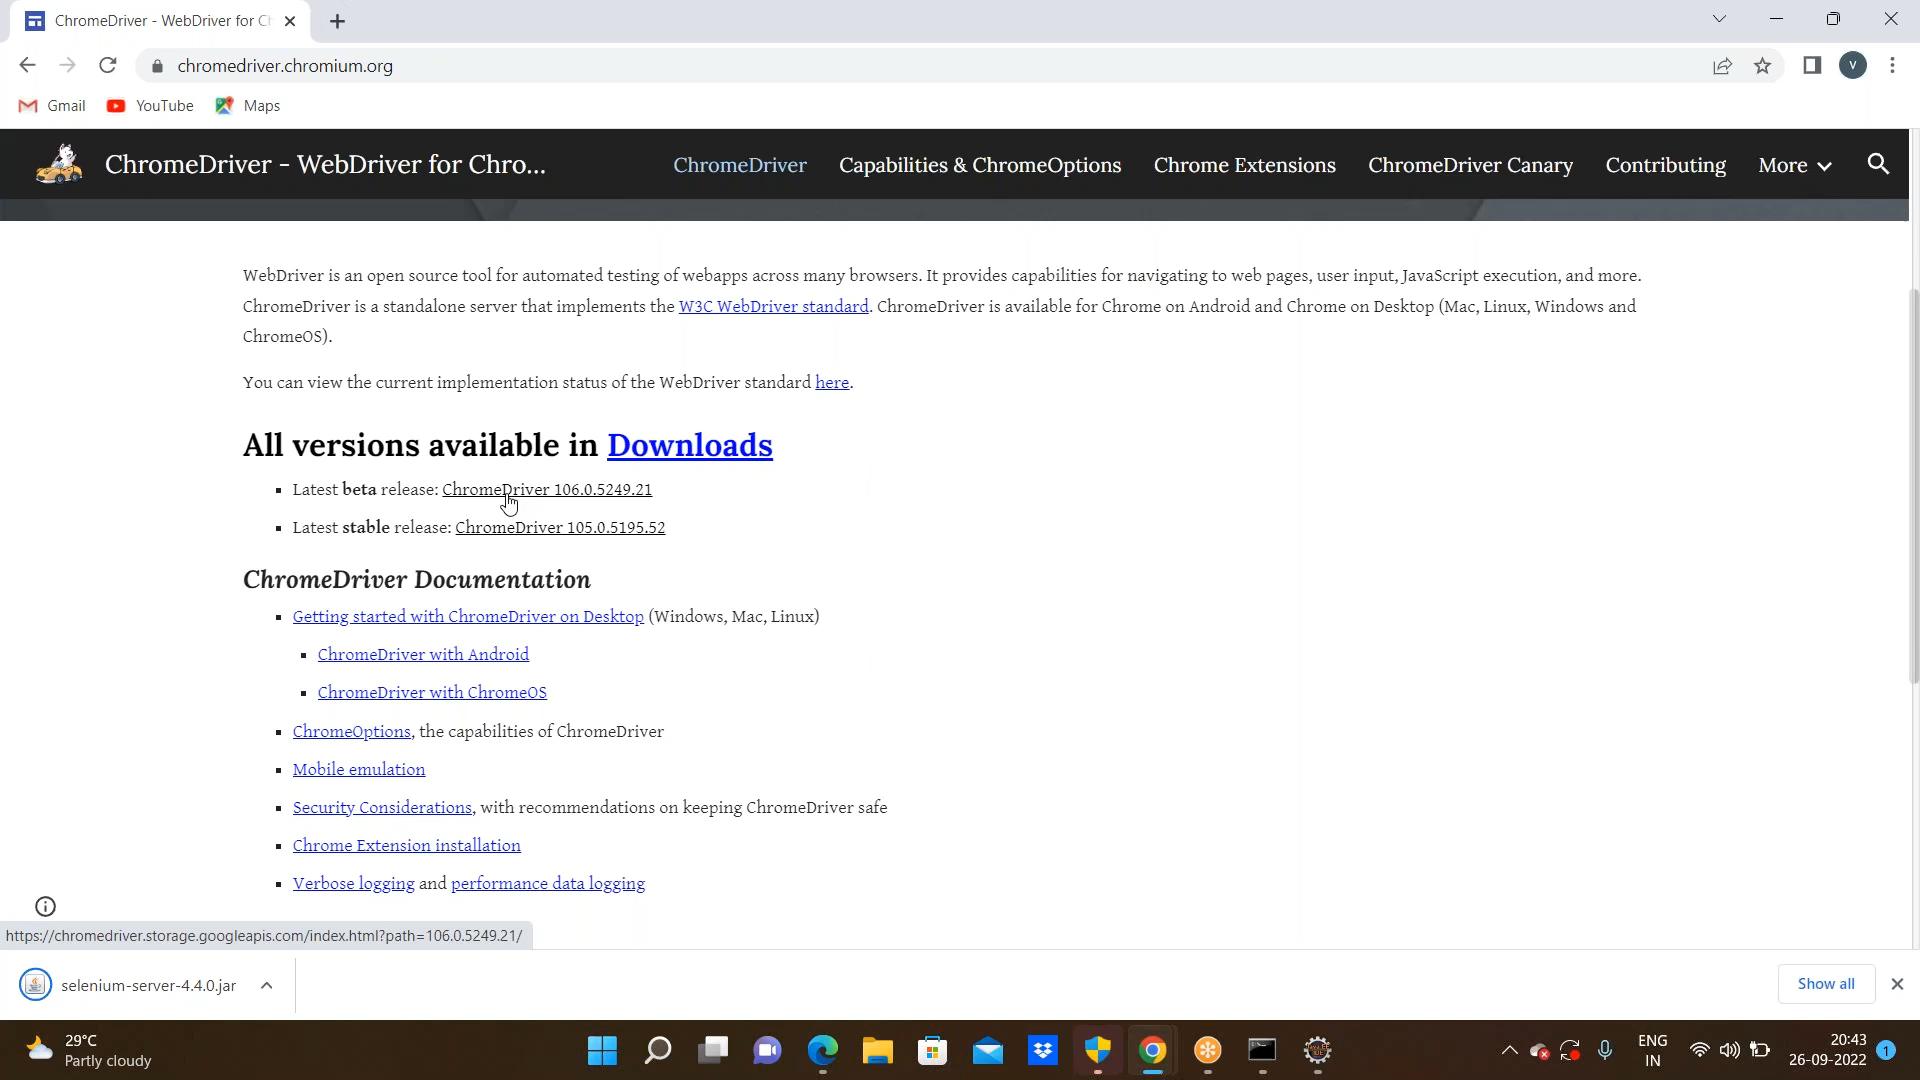 ChromeDriver - WebDriver for Ch
chromedriver.chromium.org
V
Gmail YouTube Maps
ChromeDriver - WebDriver for Chro... ChromeDriver Capabilities & ChromeOptions Chrome Extensions ChromeDriver Canary Contributing More
WebDriver is an open source tool for automated testing of webapps across many browsers. It provides capabilities for navigating to web pages, user input, JavaScript execution, and more.
ChromeDriver is a standalone server that implements the W3C WebDriver standard. ChromeDriver is available for Chrome on Android and Chrome on Desktop (Mac, Linux, Windows and
ChromeOS).
You can view the current implementation status of the WebDriver standard here.
All versions available in Downloads
▪ Latest beta release: ChromeDriver 106.0.5249.21
▪ Latest stable release: ChromeDriver 105.0.5195.52
ChromeDriver Documentation
▪ Getting started with ChromeDriver on Desktop (Windows, Mac, Linux)
▪ ChromeDriver with Android
▪ ChromeDriver with ChromeOS
▪ ChromeOptions, the capabilities of ChromeDriver
▪ Mobile emulation
▪ Security Considerations, with recommendations on keeping ChromeDriver safe
▪ Chrome Extension installation
▪ Verbose logging and performance data logging
https://chromedriver.storage.googleapis.com/index.html?path=106.0.5249.21/
selenium-server-4.4.0.jar Show all
29°C
Partly cloudy
ENG
IN
20:43
26-09-2022
1